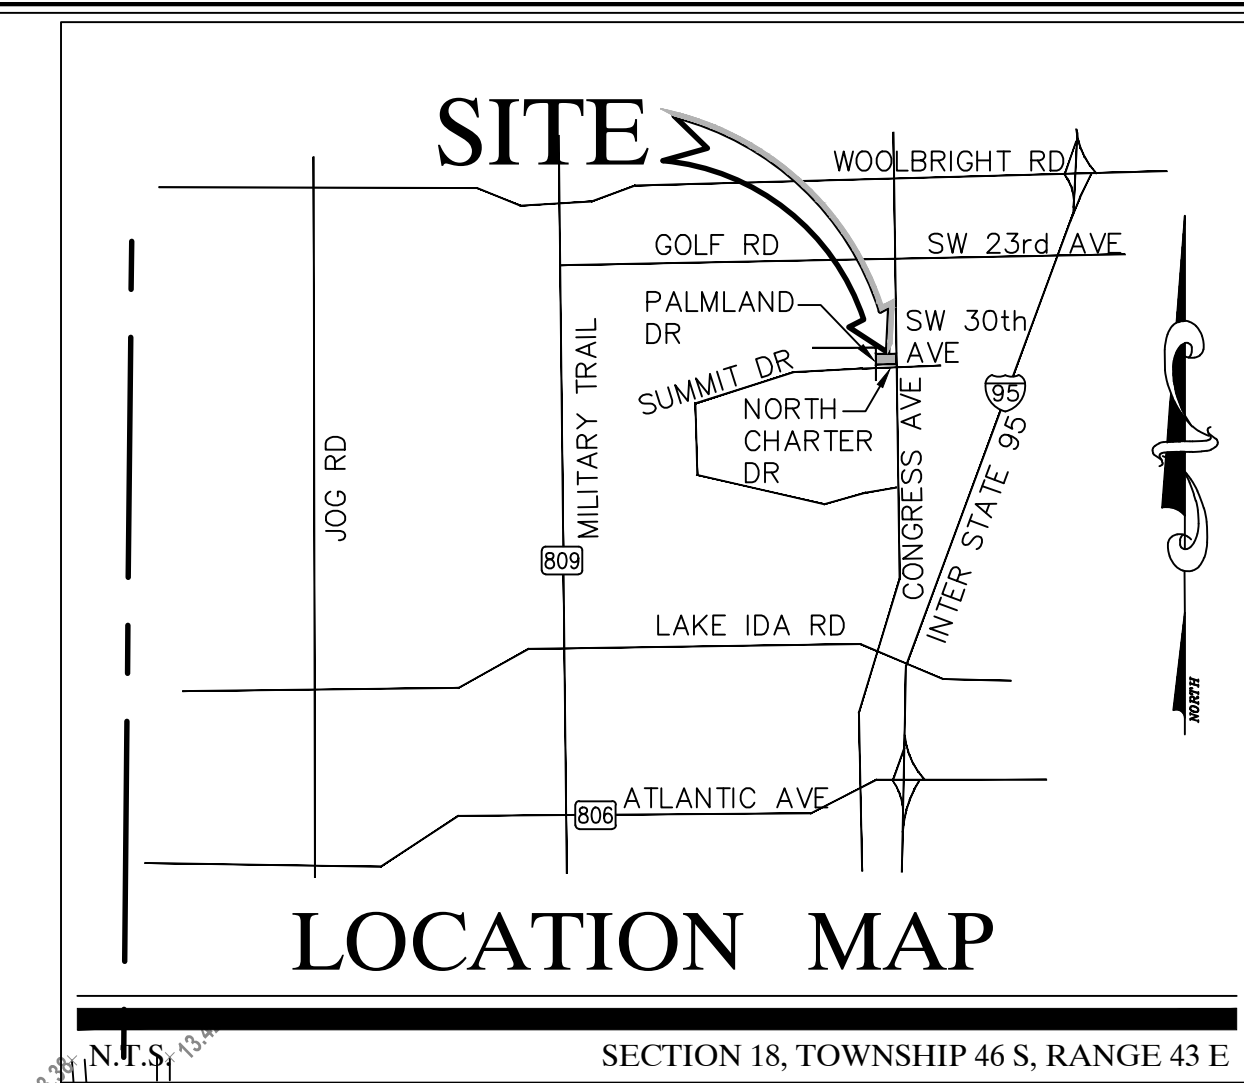 SITE
WOOLBRIGHT RD
GOLF RD
SW 23rd AVE
PALMLAND
DR
SW 30th
AVE
SUMMIT DR
NORTH
CHARTER
DR
JOG RD
MILITARY TRAIL
CONGRESS AVE
95
INTER STATE 95
809
LAKE IDA RD
NORTH
806
ATLANTIC AVE
LOCATION MAP
N.T.S.
SECTION 18, TOWNSHIP 46 S, RANGE 43 E